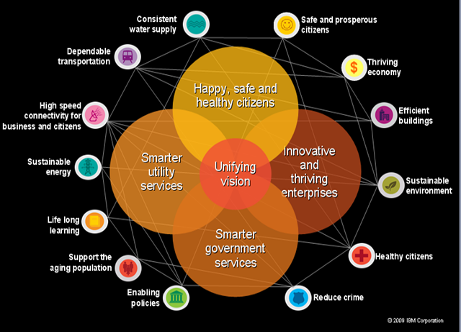 Consistent
water supply
Safe and prosperous
citizens
Dependable
transportation
Thriving
economy
$
Happy, safe and
healthy citizens
High speed
connectivity for
business and citizens
Efficient
buildings
Sustainable
energy
Smarter
utility
services
Unifying
vision
Innovative
and
thriving
enterprises
Sustainable
environment
Life long
learning
Smarter
government
services
Support the
aging population
Healthy citizens
Enabling
policies
Reduce crime
© 2009 IBM Corporation